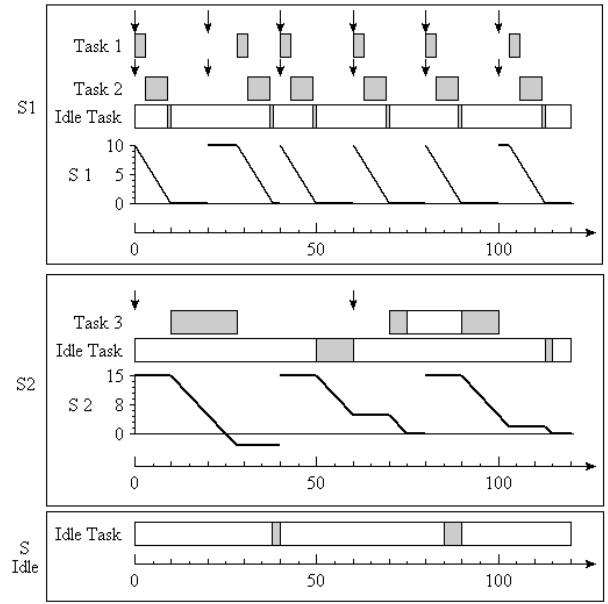 Task 1
Task 2
S1
Idle Task
10
S 1
5
0
0 50 100
Task 3
Idle Task
S2
15
S 2
8
0
0 50 100
Idle Task
S
Idle
0 50 100